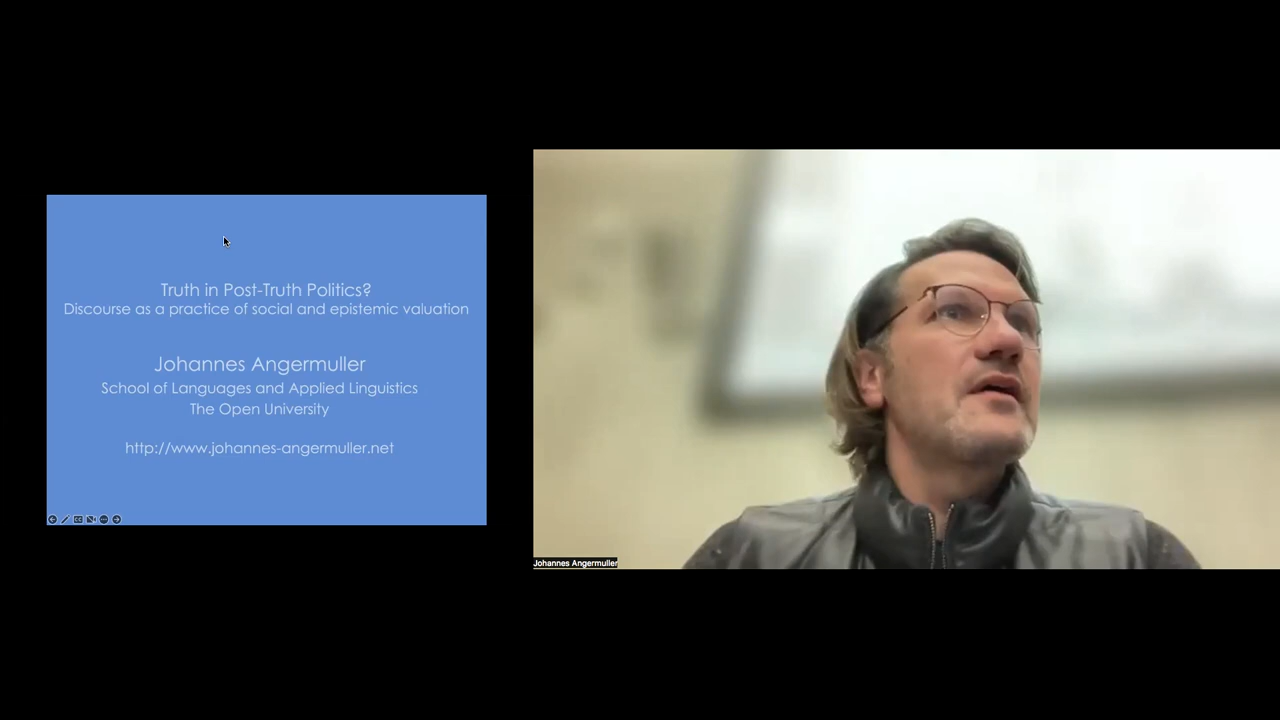 Truth in Post-Truth Politics?
Discourse as a practice of social and epistemic valuation
Johannes Angermuller
School of Languages and Applied Linguistics
The Open University
http://www.johannes-angermuller.net
Johannes Angermuller